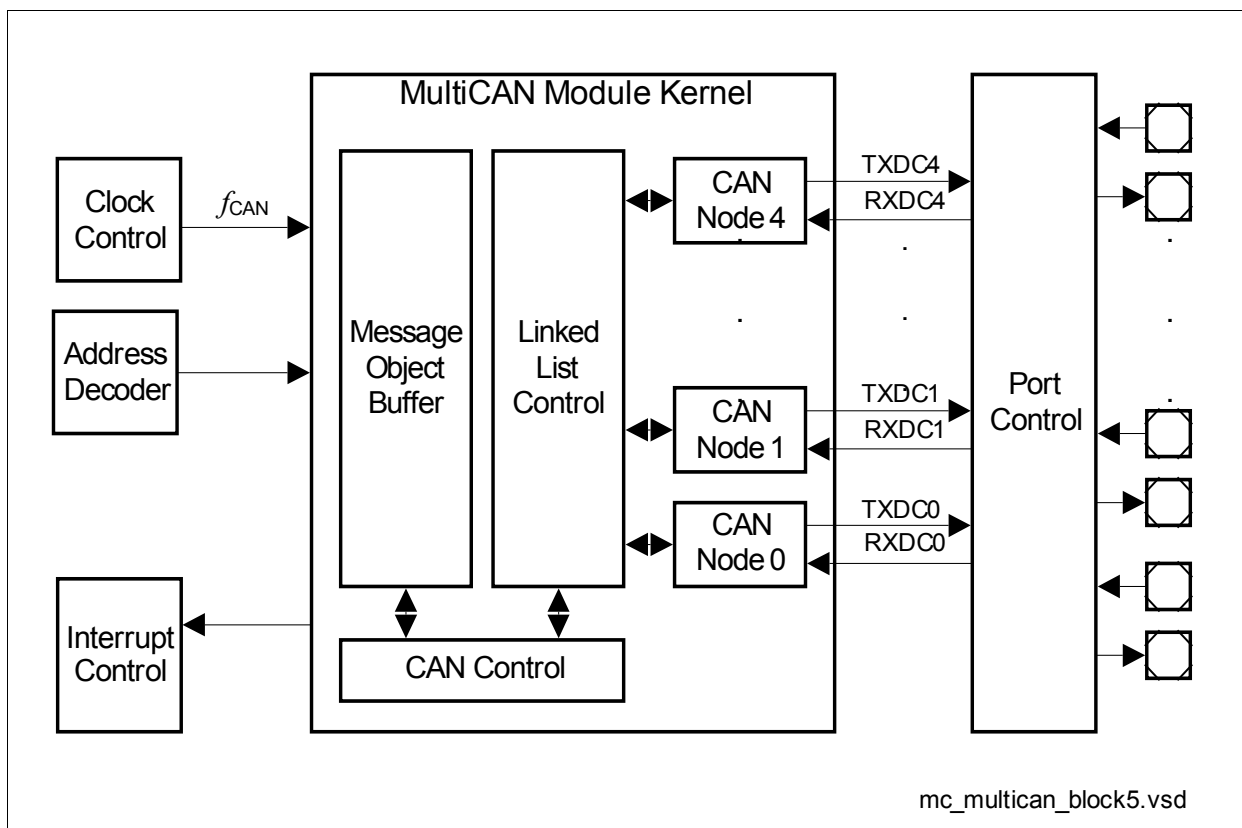 MultiCAN Module Kernel
Clock
Control
fCAN
Address
Decoder
Interrupt
Control
Message
Object
Buffer
Linked
List
Control
CAN Control
CAN
Node 4
CAN
Node 1
CAN
Node 0
TXDC4
RXDC4
TXDC1
RXDC1
TXDC0
RXDC0
Port
Control
mc_multican_block5.vsd